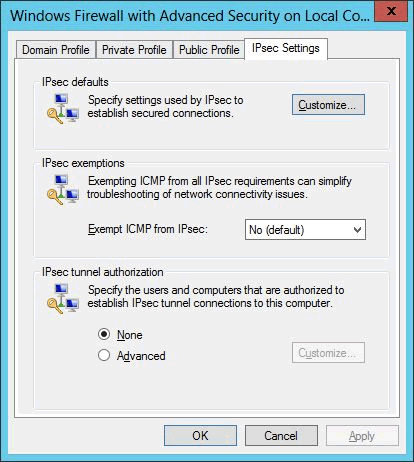 Windows Firewall with Advanced Security on Local Co... X
Domain Profile Private Profile Public Profile IPsec Settings
IPsec defaults
Specify settings used by IPsec to
establish secured connections.
Customize...
IPsec exemptions
Exempting ICMP from all IPsec requirements can simplify
troubleshooting of network connectivity issues.
Exempt ICMP from IPsec: No (default)
IPsec tunnel authorization
Specify the users and computers that are authorized to
establish IPsec tunnel connections to this computer.
None
Advanced
Customize...
OK Cancel Apply